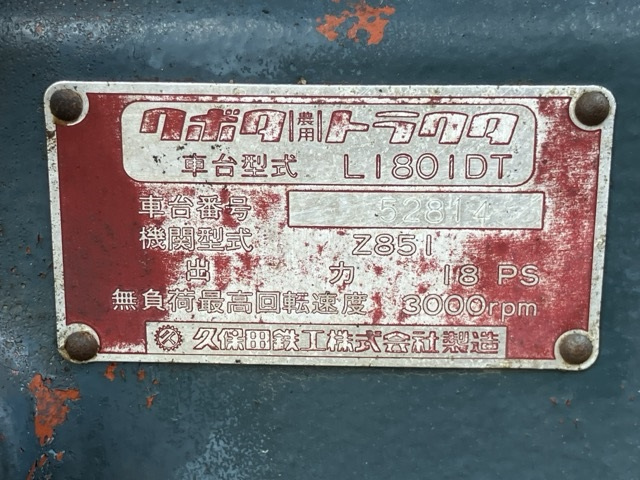 クボタ農用トラクタ
車台型式 L1801DT
車台番号 52814
機関型式 Z851
出力 18 PS
無負荷最高回転速度 3000rpm
久保田鉄工株式会社製造